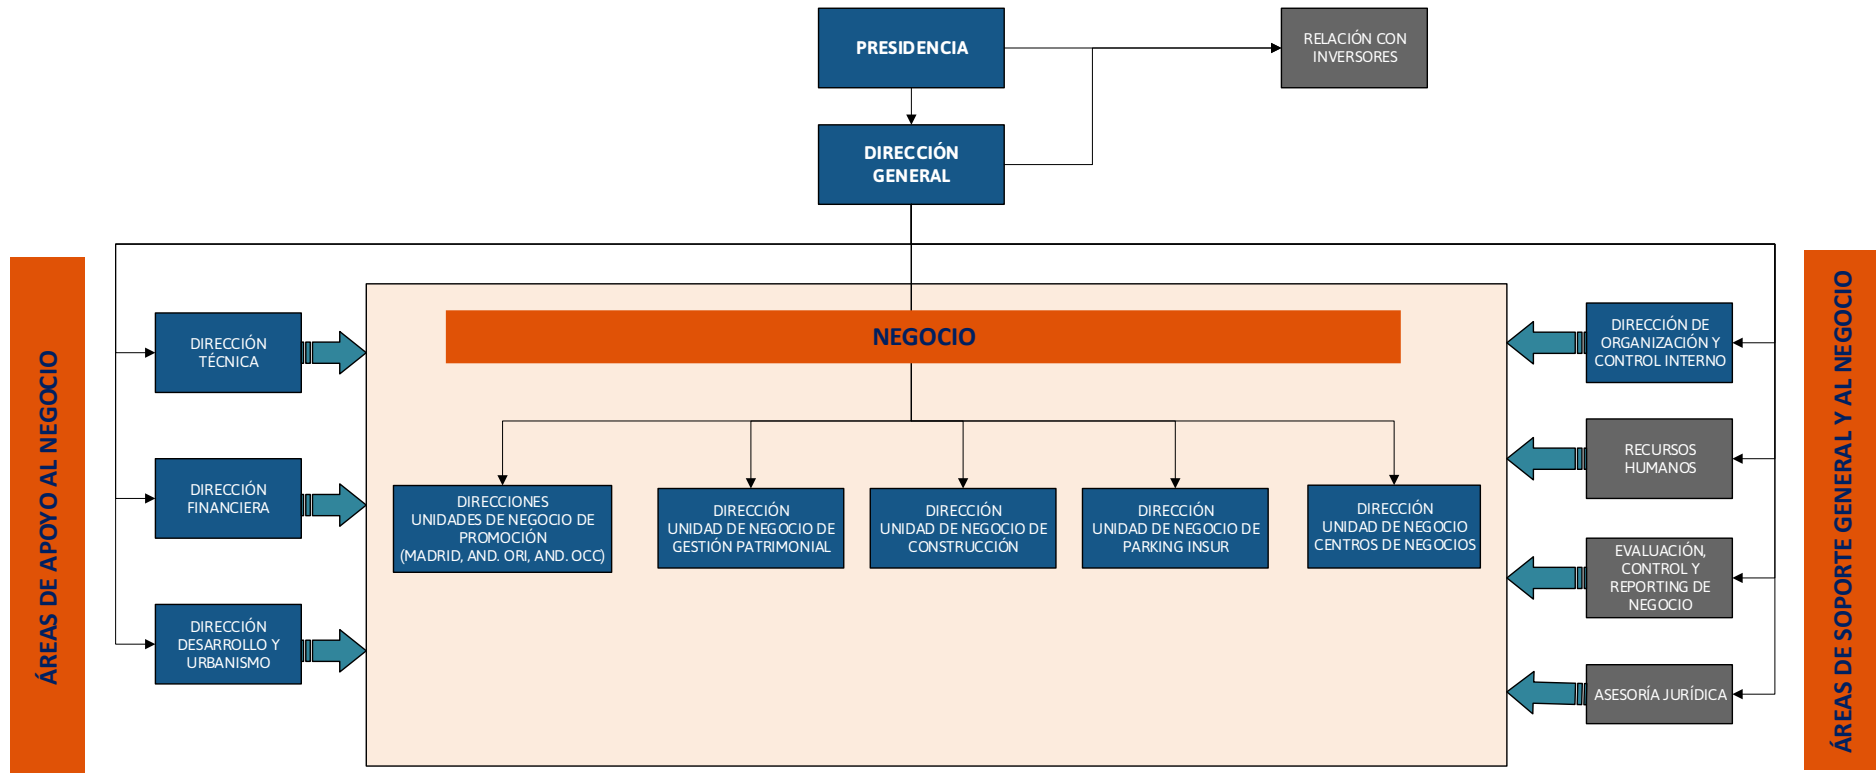 PRESIDENCIA
RELACIÓN CON
INVERSORES
DIRECCIÓN
GENERAL
ÁREAS DE APOYO AL NEGOCIO
DIRECCIÓN
TÉCNICA
DIRECCIÓN
FINANCIERA
DIRECCIÓN
DESARROLLO Y
URBANISMO
NEGOCIO
DIRECCIONES
UNIDADES DE NEGOCIO DE
PROMOCIÓN
(MADRID, AND. ORI, AND. OCC)
DIRECCIÓN
UNIDAD DE NEGOCIO DE
GESTIÓN PATRIMONIAL
DIRECCIÓN
UNIDAD DE NEGOCIO DE
CONSTRUCCIÓN
DIRECCIÓN
UNIDAD DE NEGOCIO DE
PARKING INSUR
DIRECCIÓN
UNIDAD DE NEGOCIO
CENTROS DE NEGOCIOS
DIRECCIÓN DE
ORGANIZACIÓN Y
CONTROL INTERNO
RECURSOS
HUMANOS
EVALUACIÓN,
CONTROL Y
REPORTING DE
NEGOCIO
ASESORÍA JURÍDICA
ÁREAS DE SOPORTE GENERAL Y AL NEGOCIO